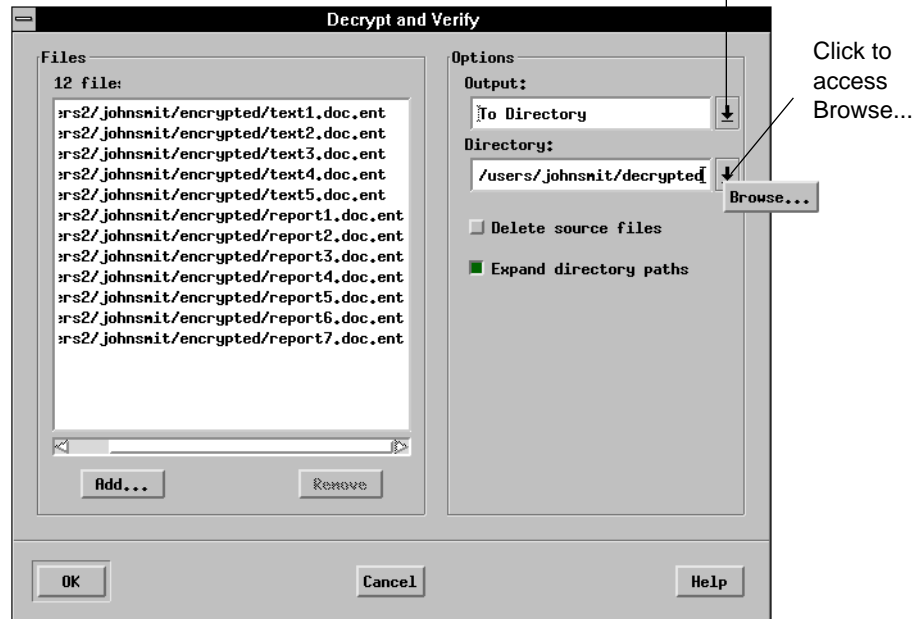 Decrypt and Verify
Files
12 file:
ers2/johnsmit/encrypted/text1.doc.ent
ers2/johnsmit/encrypted/text2.doc.ent
ers2/johnsmit/encrypted/text3.doc.ent
ers2/johnsmit/encrypted/text4.doc.ent
ers2/johnsmit/encrypted/text5.doc.ent
ers2/johnsmit/encrypted/report1.doc.ent
ers2/johnsmit/encrypted/report2.doc.ent
ers2/johnsmit/encrypted/report3.doc.ent
ers2/johnsmit/encrypted/report4.doc.ent
ers2/johnsmit/encrypted/report5.doc.ent
ers2/johnsmit/encrypted/report6.doc.ent
ers2/johnsmit/encrypted/report7.doc.ent
Add...
Remove
Options
Output:
To Directory
Directory:
/users/johnsmit/decrypted
Browse...
Delete source files
Expand directory paths
Click to
access
Browse...
OK
Cancel
Help